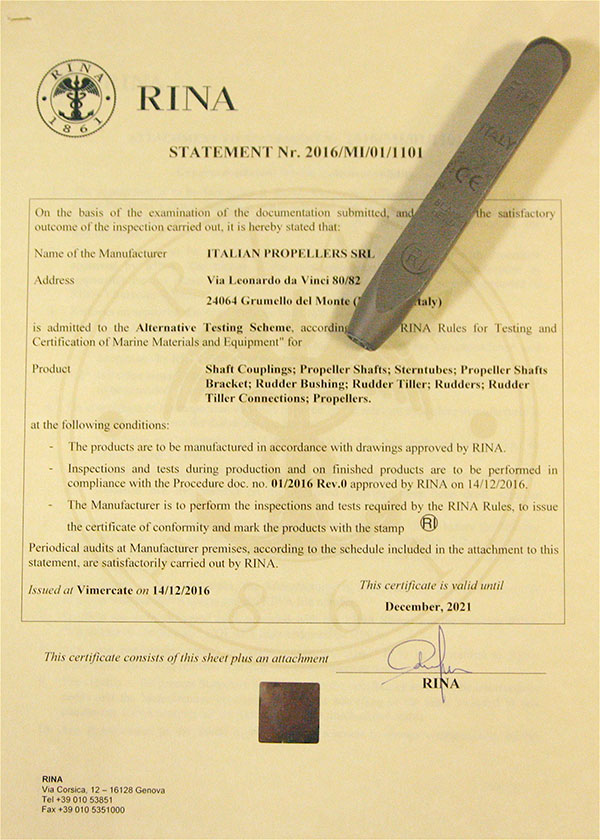 RINA
1861
RINA
STATEMENT Nr. 2016/MI/01/1101
ITALY
CE
RI
On the basis of the examination of the documentation submitted, and the satisfactory
outcome of the inspection carried out, it is hereby stated that:
Name of the Manufacturer ITALIAN PROPELLERS SRL
Address Via Leonardo da Vinci 80/82
24064 Grumello del Monte ( taly)
is admitted to the Alternative Testing Scheme, accordin RINA Rules for Testing and
Certification of Marine Materials and Equipment" for
Product Shaft Couplings; Propeller Shafts; Sterntubes; Propeller Shafts
Bracket; Rudder Bushing; Rudder Tiller; Rudders; Rudder
Tiller Connections; Propellers.
at the following conditions:
- The products are to be manufactured in accordance with drawings approved by RINA.
- Inspections and tests during production and on finished products are to be performed in
compliance with the Procedure doc. no. 01/2016 Rev.0 approved by RINA on 14/12/2016.
- The Manufacturer is to perform the inspections and tests required by the RINA Rules, to issue
the certificate of conformity and mark the products with the stamp RI
Periodical audits at Manufacturer premises, according to the schedule included in the attachment to this
statement, are satisfactorily carried out by RINA.
Issued at Vimercate on 14/12/2016
This certificate is valid until
December, 2021
This certificate consists of this sheet plus an attachment
RINA
RINA
Via Corsica, 12 – 16128 Genova
Tel +39 010 53851
Fax +39 010 5351000